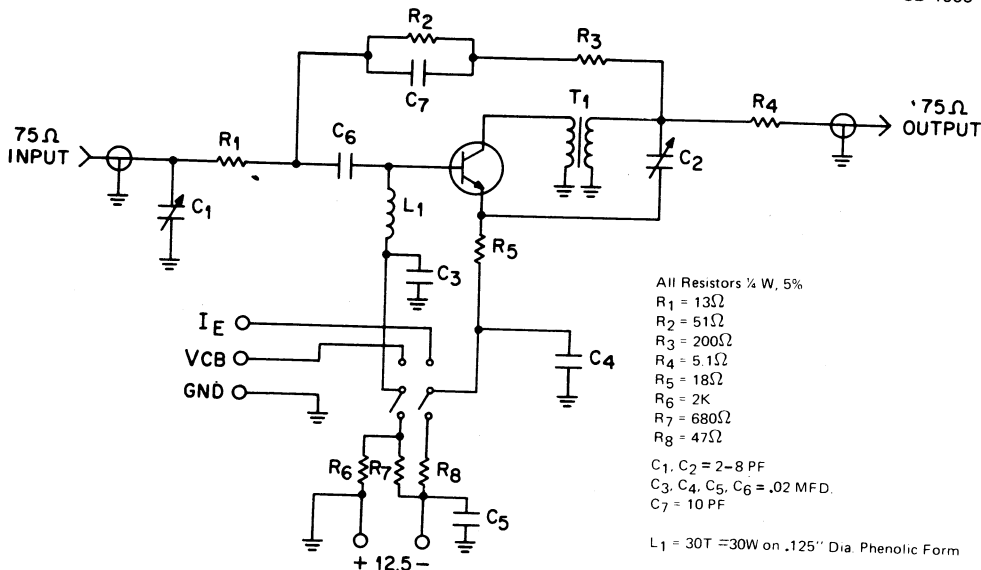 R2
R3
C7
T1
R4
75Ω
INPUT
R1
C6
'75Ω
OUTPUT
C2
C1
L1
R5
C3
IE
VCB
GND
C4
R6
R7
R8
C5
+ 12.5 -
All Resistors ¼ W, 5%
R1 = 13Ω
R2 = 51Ω
R3 = 200Ω
R4 = 5.1Ω
R5 = 18Ω
R6 = 2K
R7 = 680Ω
R8 = 47Ω
C1, C2 = 2-8 PF
C3, C4, C5, C6 = .02 MFD.
C7 = 10 PF
L1 = 30T =30W on .125" Dia. Phenolic Form